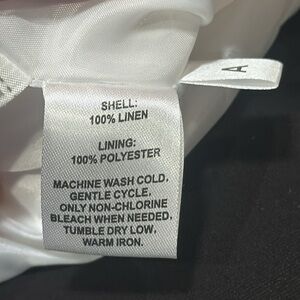 A
SHELL:
100% LINEN
LINING:
100% POLYESTER
MACHINE WASH COLD,
GENTLE CYCLE,
ONLY NON-CHLORINE
BLEACH WHEN NEEDED,
TUMBLE DRY LOW,
WARM IRON.